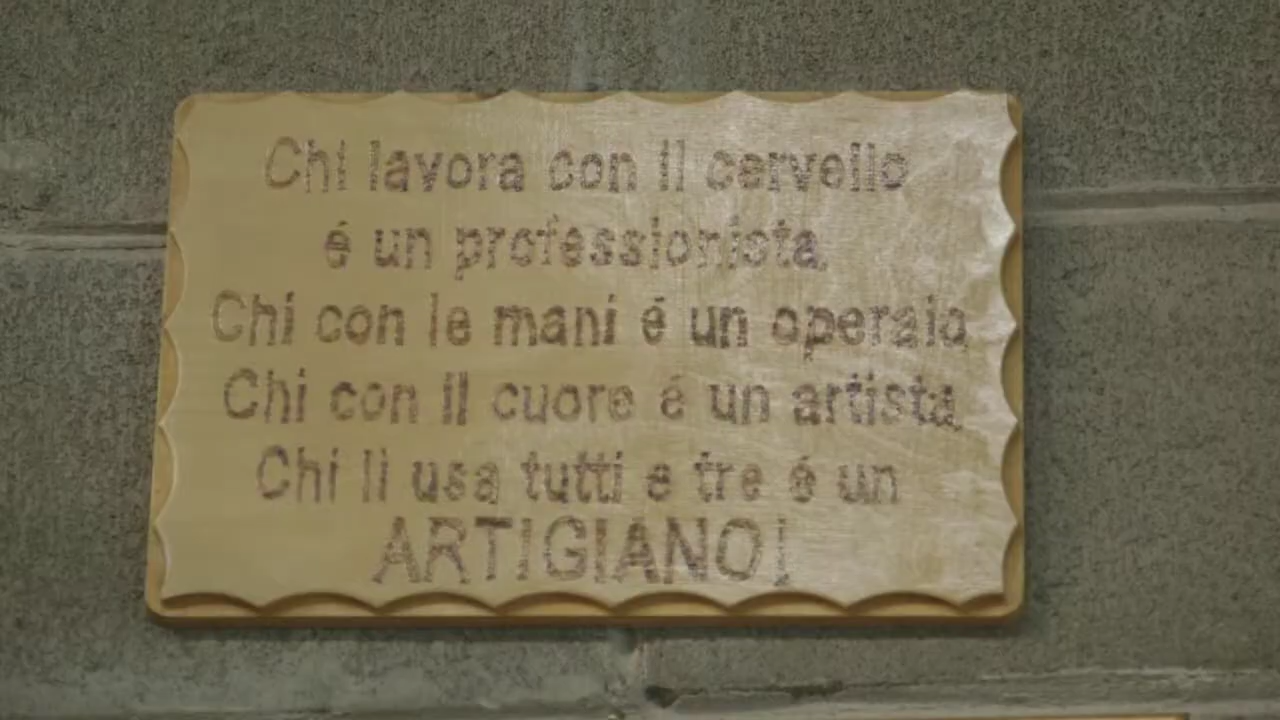 Chi lavora con il cervello
é un professionista.
Chi con le mani é un operaio
Chi con il cuore é un artista.
Chi li usa tutti e tre é un
ARTIGIANO!